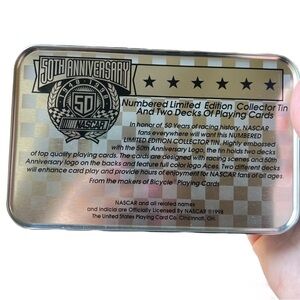 50TH ANNIVERSARY
50
NASCAR
Numbered Limited Edition Collector Tin
And Two Decks Of Playing Cards
In honor of 50 Years of racing history, NASCAR
fans everywhere will want this NUMBERED
LIMITED EDITION COLLECTOR TIN. Highly embossed
with the 50th Anniversary Logo, the tin holds two decks
of top quality playing cards. The cards are designed with racing scenes and 50th
Anniversary logo on the backs and feature full color logo Aces. Two different decks
will enhance card play and provide hours of enjoyment for NASCAR fans of all ages.
From the makers of Bicycle Playing Cards
NASCAR and all related names
and indicia are Officially Licensed By NASCAR ©1998
The United States Playing Card Co. Cincinnati, OH.